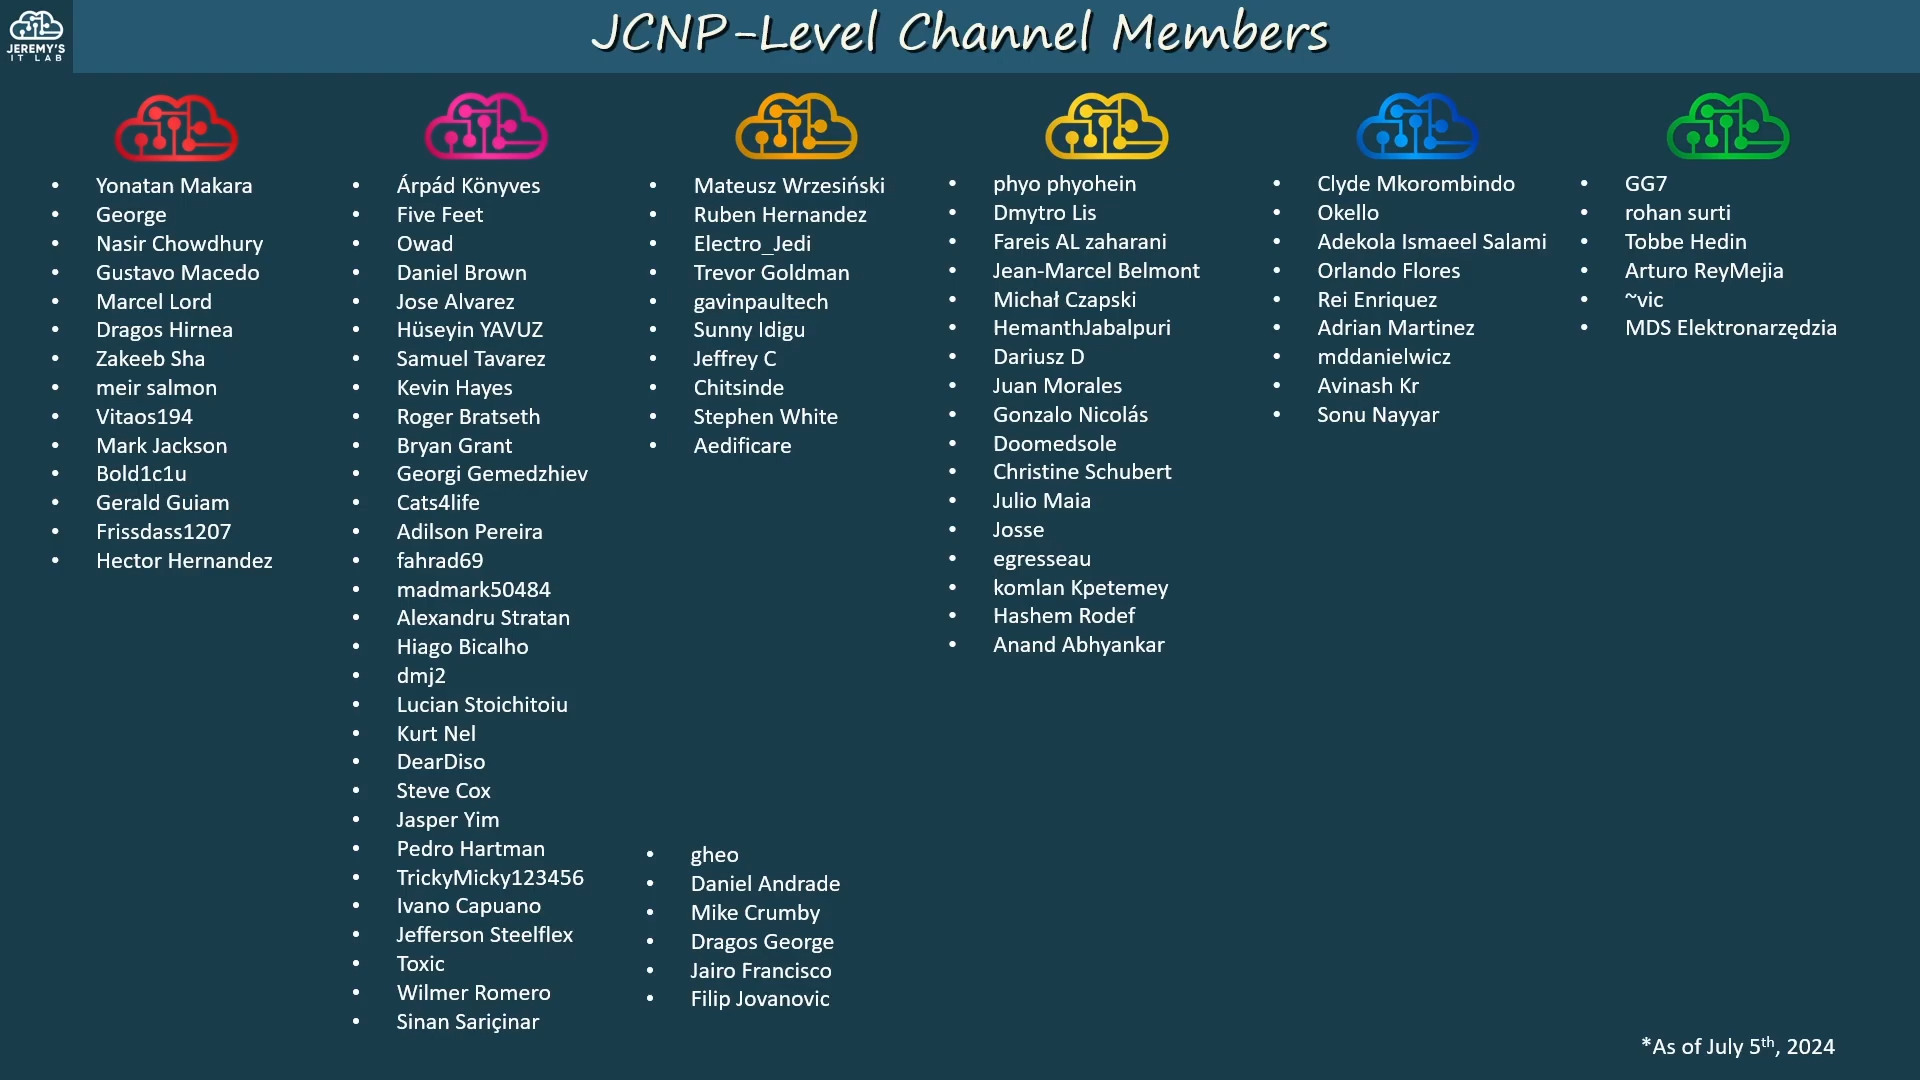 JEREMY'S
IT LAB
JCNP-Level Channel Members
• Yonatan Makara
• George
• Nasir Chowdhury
• Gustavo Macedo
• Marcel Lord
• Dragos Hirnea
• Zakeeb Sha
• meir salmon
• Vitaos194
• Mark Jackson
• Bold1c1u
• Gerald Guiam
• Frissdass1207
• Hector Hernandez
• Árpád Könyves
• Five Feet
• Owad
• Daniel Brown
• Jose Alvarez
• Hüseyin YAVUZ
• Samuel Tavarez
• Kevin Hayes
• Roger Bratseth
• Bryan Grant
• Georgi Gemedzhiev
• Cats4life
• Adilson Pereira
• fahrad69
• madmark50484
• Alexandru Stratan
• Hiago Bicalho
• dmj2
• Lucian Stoichitoiu
• Kurt Nel
• DearDiso
• Steve Cox
• Jasper Yim
• Pedro Hartman
• TrickyMicky123456
• Ivano Capuano
• Jefferson Steelflex
• Toxic
• Wilmer Romero
• Sinan Sariçinar
• Mateusz Wrzesiński
• Ruben Hernandez
• Electro_Jedi
• Trevor Goldman
• gavinpaultech
• Sunny Idigu
• Jeffrey C
• Chitsinde
• Stephen White
• Aedificare
• gheo
• Daniel Andrade
• Mike Crumby
• Dragos George
• Jairo Francisco
• Filip Jovanovic
• phyo phyohein
• Dmytro Lis
• Fareis AL zaharani
• Jean-Marcel Belmont
• Michał Czapski
• HemanthJabalpuri
• Dariusz D
• Juan Morales
• Gonzalo Nicolás
• Doomedsole
• Christine Schubert
• Julio Maia
• Josse
• egresseau
• komlan Kpetemey
• Hashem Rodef
• Anand Abhyankar
• Clyde Mkorombindo
• Okello
• Adekola Ismaeel Salami
• Orlando Flores
• Rei Enriquez
• Adrian Martinez
• mddanielwicz
• Avinash Kr
• Sonu Nayyar
• GG7
• rohan surti
• Tobbe Hedin
• Arturo ReyMejia
• ~vic
• MDS Elektronarzędzia
*As of July 5th, 2024